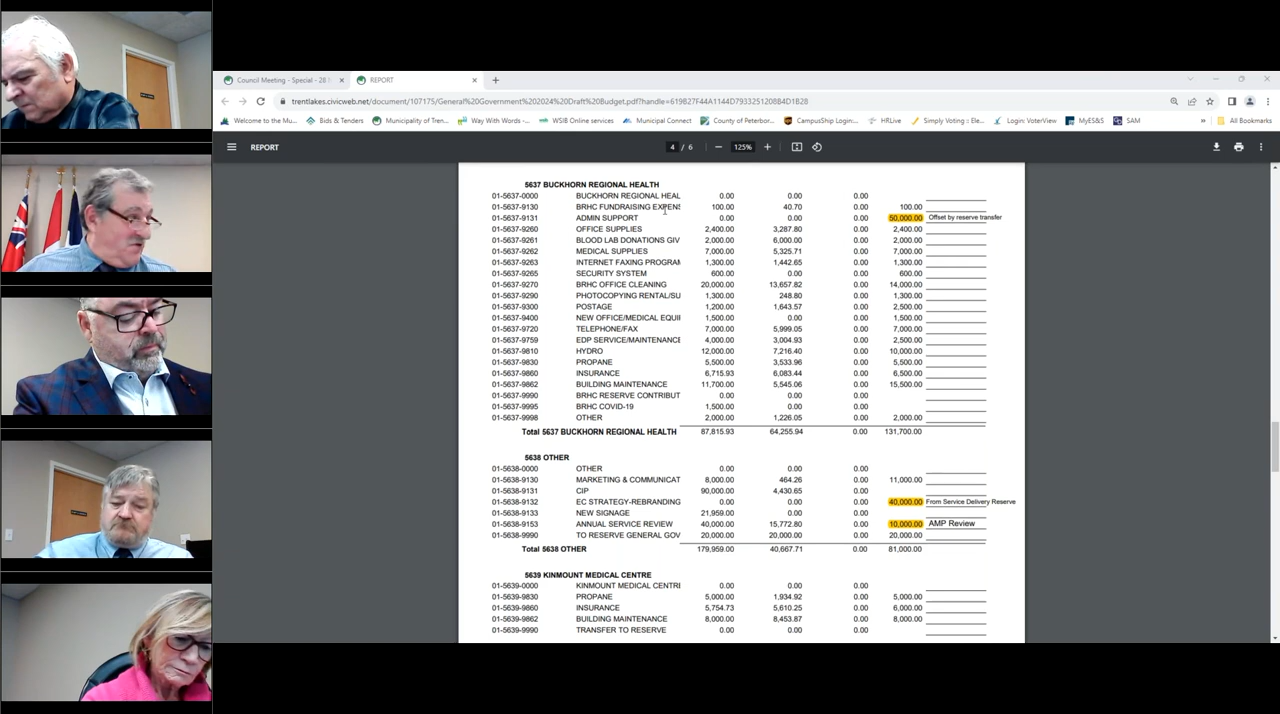 Council Meeting - Special - 28
REPORT
trentlakes.civicweb.net/document/107175/General%20Government%202024%20Draft%20Budget.pdf?handle=619B27F44A1144D7933251208B4D1B28
Welcome to the Mu... Bids & Tenders Municipality of Tren... Way With Words -... WSIB Online services Municipal Connect County of Peterbor... CampusShip Login:... HRLive Simply Voting :: Ele... Login: VoterView MyES&S SAM » All Bookmarks
REPORT 4 / 6 125%
5637 BUCKHORN REGIONAL HEALTH
01-5637-0000 BUCKHORN REGIONAL HEAL 0.00 0.00 0.00
01-5637-9130 BRHC FUNDRAISING EXPENS 100.00 40.70 0.00 100.00
01-5637-9131 ADMIN SUPPORT 0.00 0.00 0.00 50,000.00 Offset by reserve transfer
01-5637-9260 OFFICE SUPPLIES 2,400.00 3,287.80 0.00 2,400.00
01-5637-9261 BLOOD LAB DONATIONS GIV 2,000.00 6,000.00 0.00 2,000.00
01-5637-9262 MEDICAL SUPPLIES 7,000.00 5,325.71 0.00 7,000.00
01-5637-9263 INTERNET FAXING PROGRAM 1,300.00 1,442.65 0.00 1,300.00
01-5637-9265 SECURITY SYSTEM 600.00 0.00 0.00 600.00
01-5637-9270 BRHC OFFICE CLEANING 20,000.00 13,657.82 0.00 14,000.00
01-5637-9290 PHOTOCOPYING RENTAL/SU 1,300.00 248.80 0.00 1,300.00
01-5637-9300 POSTAGE 1,200.00 1,643.57 0.00 2,500.00
01-5637-9400 NEW OFFICE/MEDICAL EQUII 1,500.00 0.00 0.00 1,500.00
01-5637-9720 TELEPHONE/FAX 7,000.00 5,999.05 0.00 7,000.00
01-5637-9759 EDP SERVICE/MAINTENANCE 4,000.00 3,004.93 0.00 2,500.00
01-5637-9810 HYDRO 12,000.00 7,216.40 0.00 10,000.00
01-5637-9830 PROPANE 5,500.00 3,533.96 0.00 5,500.00
01-5637-9860 INSURANCE 6,715.93 6,083.44 0.00 6,500.00
01-5637-9862 BUILDING MAINTENANCE 11,700.00 5,545.06 0.00 15,500.00
01-5637-9990 BRHC RESERVE CONTRIBUT 0.00 0.00 0.00
01-5637-9995 BRHC COVID-19 1,500.00 0.00 0.00
01-5637-9998 OTHER 2,000.00 1,226.05 0.00 2,000.00
Total 5637 BUCKHORN REGIONAL HEALTH 87,815.93 64,255.94 0.00 131,700.00
5638 OTHER
01-5638-0000 OTHER 0.00 0.00 0.00
01-5638-9130 MARKETING & COMMUNICAT 8,000.00 464.26 0.00 11,000.00
01-5638-9131 CIP 90,000.00 4,430.65 0.00
01-5638-9132 EC STRATEGY-REBRANDING 0.00 0.00 0.00 40,000.00 From Service Delivery Reserve
01-5638-9133 NEW SIGNAGE 21,959.00 0.00 0.00
01-5638-9153 ANNUAL SERVICE REVIEW 40,000.00 15,772.80 0.00 10,000.00 AMP Review
01-5638-9990 TO RESERVE GENERAL GOV 20,000.00 20,000.00 0.00 20,000.00
Total 5638 OTHER 179,959.00 40,667.71 0.00 81,000.00
5639 KINMOUNT MEDICAL CENTRE
01-5639-0000 KINMOUNT MEDICAL CENTRI 0.00 0.00 0.00
01-5639-9830 PROPANE 5,000.00 1,934.92 0.00 5,000.00
01-5639-9860 INSURANCE 5,754.73 5,610.25 0.00 6,000.00
01-5639-9862 BUILDING MAINTENANCE 8,000.00 8,453.87 0.00 8,000.00
01-5639-9990 TRANSFER TO RESERVE 0.00 0.00 0.00